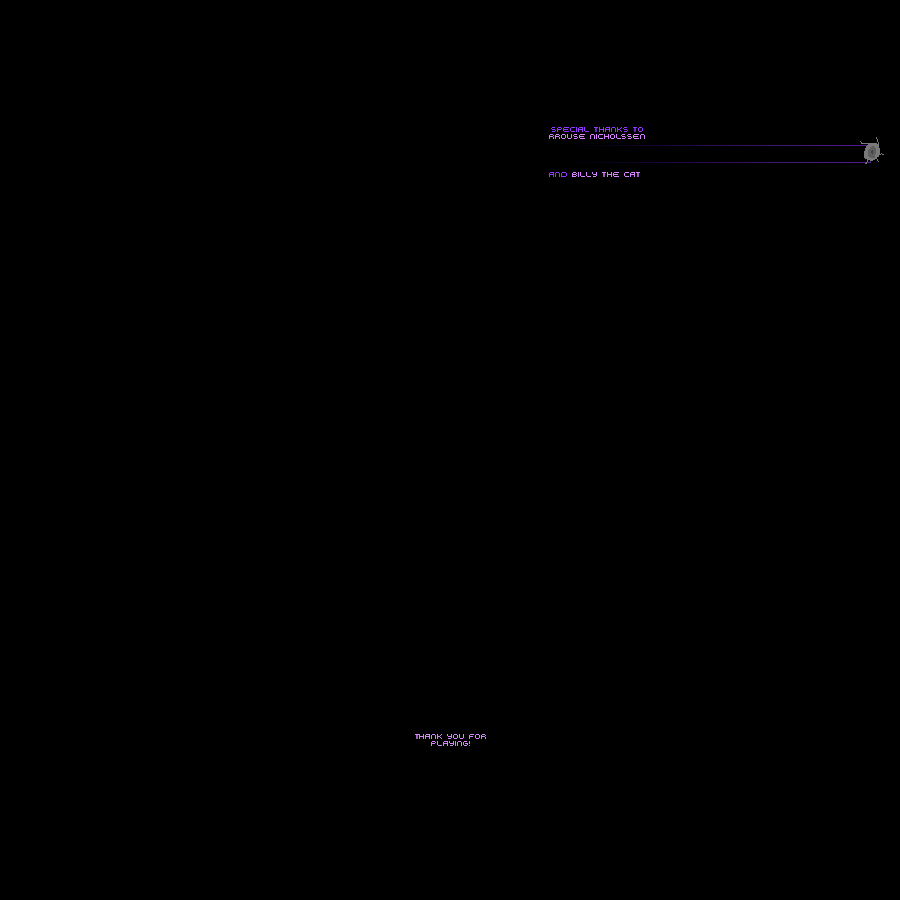 SPECIAL THANKS TO
AROUSE NICHOLSSEN
AND BILLY THE CAT
THANK YOU FOR
PLAYING!